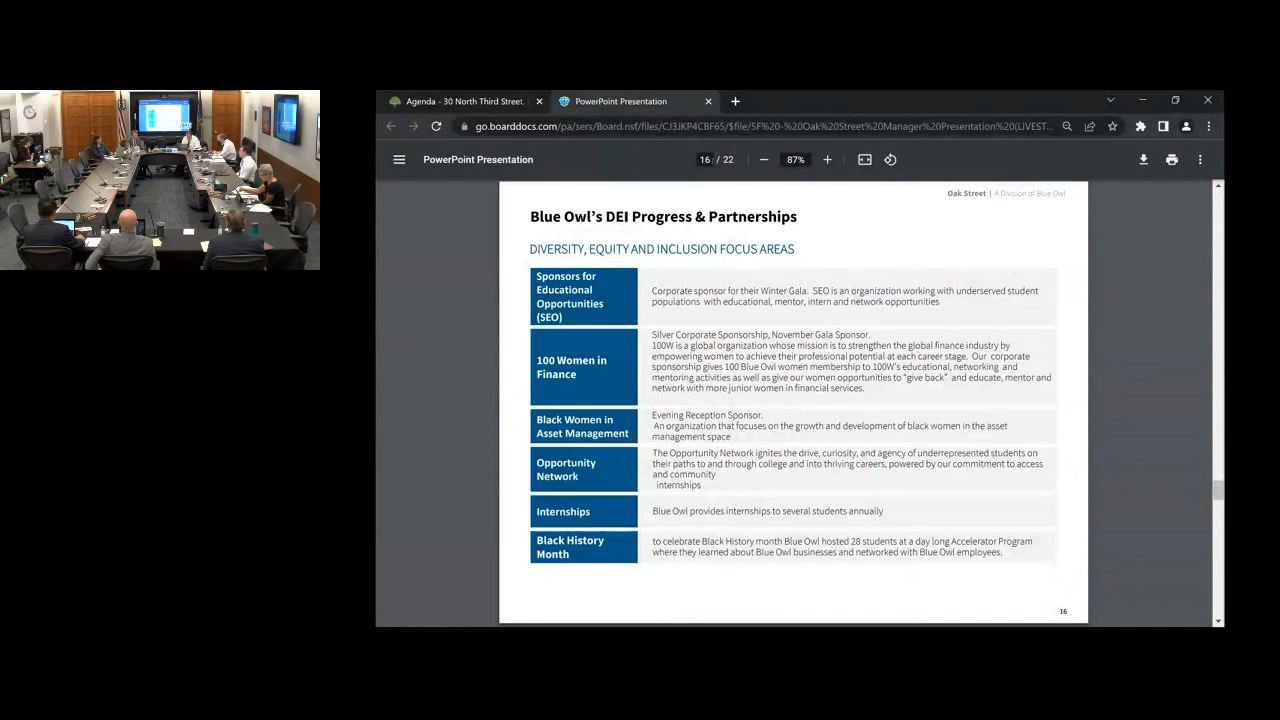 Agenda - 30 North Third Street,
PowerPoint Presentation
go.boarddocs.com/pa/sers/Board.nsf/files/CJ3JKP4CBF65/$file/5F%20-%20Oak%20Street%20Manager%20Presentation%20(LIVEST...
PowerPoint Presentation
16 / 22
87%
Oak Street | A Division of Blue Owl
Blue Owl's DEI Progress & Partnerships
DIVERSITY, EQUITY AND INCLUSION FOCUS AREAS
Sponsors for
Educational
Opportunities
(SEO)
Corporate sponsor for their Winter Gala. SEO is an organization working with underserved student
populations with educational, mentor, intern and network opportunities
100 Women in
Finance
Silver Corporate Sponsorship, November Gala Sponsor.
100W is a global organization whose mission is to strengthen the global finance industry by
empowering women to achieve their professional potential at each career stage. Our corporate
sponsorship gives 100 Blue Owl women membership to 100W's educational, networking and
mentoring activities as well as give our women opportunities to "give back" and educate, mentor and
network with more junior women in financial services.
Black Women in
Asset Management
Evening Reception Sponsor.
An organization that focuses on the growth and development of black women in the asset
management space
Opportunity
Network
The Opportunity Network ignites the drive, curiosity, and agency of underrepresented students on
their paths to and through college and into thriving careers, powered by our commitment to access
and community
internships
Internships
Blue Owl provides internships to several students annually
Black History
Month
to celebrate Black History month Blue Owl hosted 28 students at a day long Accelerator Program
where they learned about Blue Owl businesses and networked with Blue Owl employees.
16